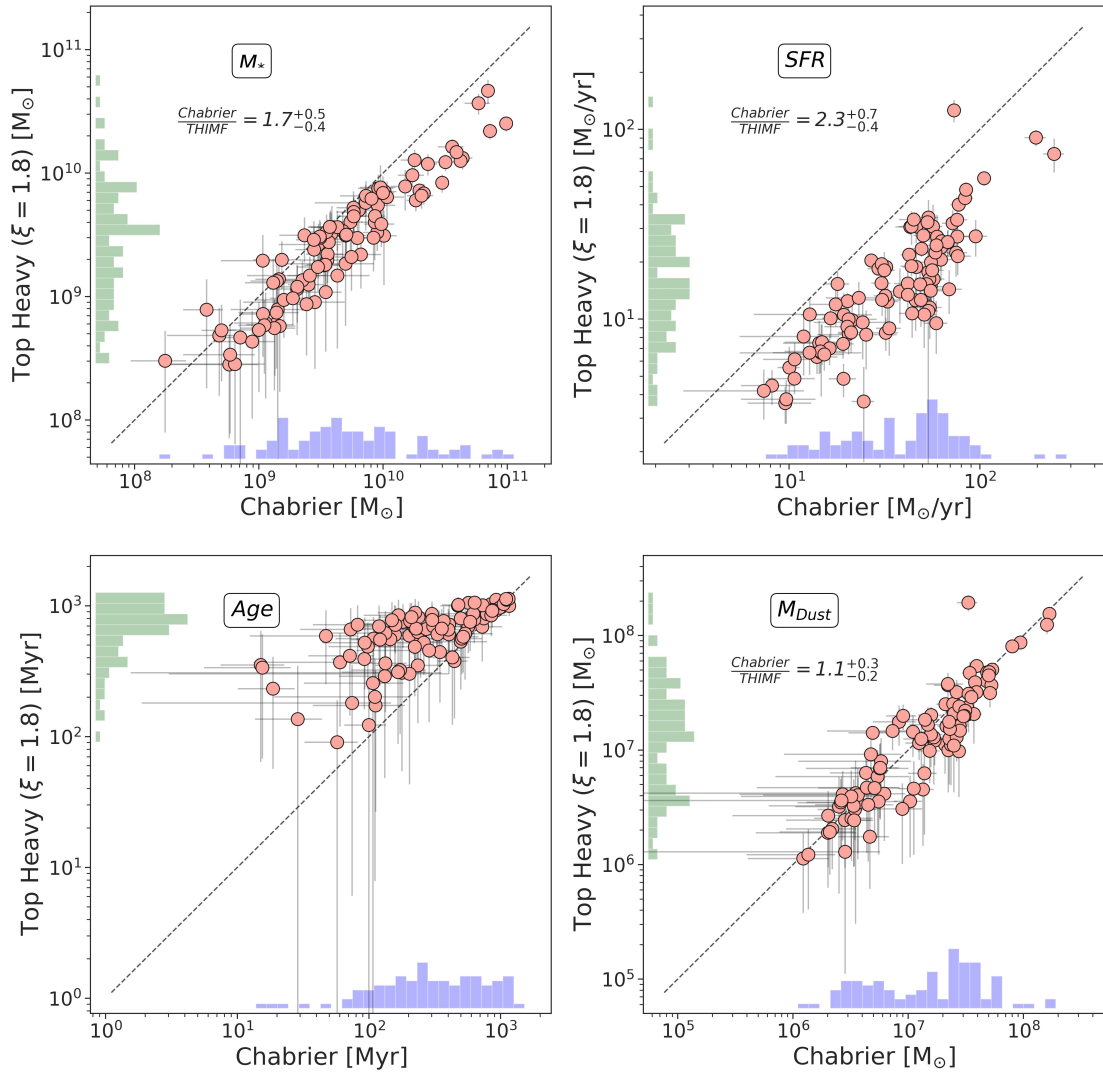 M*
Chabrier/THIMF = 1.7 +0.5 −0.4
10^11
10^10
10^9
10^8
Top Heavy (ξ = 1.8) [M⊙]
10^8 10^9 10^10 10^11
Chabrier [M⊙]
SFR
Chabrier/THIMF = 2.3 +0.7 −0.4
10^2
10^1
Top Heavy (ξ = 1.8) [M⊙/yr]
10^1 10^2
Chabrier [M⊙/yr]
Age
10^3
10^2
10^1
10^0
Top Heavy (ξ = 1.8) [Myr]
10^0 10^1 10^2 10^3
Chabrier [Myr]
M_Dust
Chabrier/THIMF = 1.1 +0.3 −0.2
10^8
10^7
10^6
10^5
Top Heavy (ξ = 1.8) [M⊙]
10^5 10^6 10^7 10^8
Chabrier [M⊙]